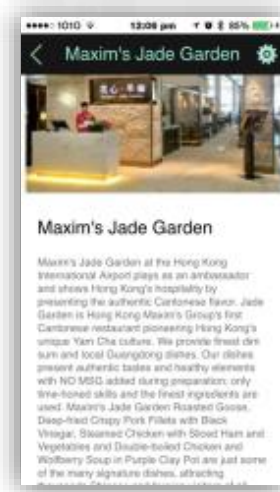 1010 12:06 pm 85%
Maxim's Jade Garden
Maxim's Jade Garden
Maxim's Jade Garden at the Hong Kong
International Airport plays as an ambassador
and shows Hong Kong's hospitality by
presenting the authentic Cantonese flavor. Jade
Garden is Hong Kong Maxim's Group's first
Cantonese restaurant pioneering Hong Kong's
unique Yam Cha culture. We provide finest dim
sum and local Guangdong dishes. Our dishes
present authentic tastes and healthy elements
with NO MSG added during preparation; only
time-honed skills and the finest ingredients are
used. Maxim's Jade Garden Roasted Goose,
Deep-fried Crispy Pork Fillets with Black
Vinegar, Steamed Chicken with Sliced Ham and
Vegetables and Double-boiled Chicken and
Wolfberry Soup in Purple Clay Pot are just some
of the many signature dishes, attracting